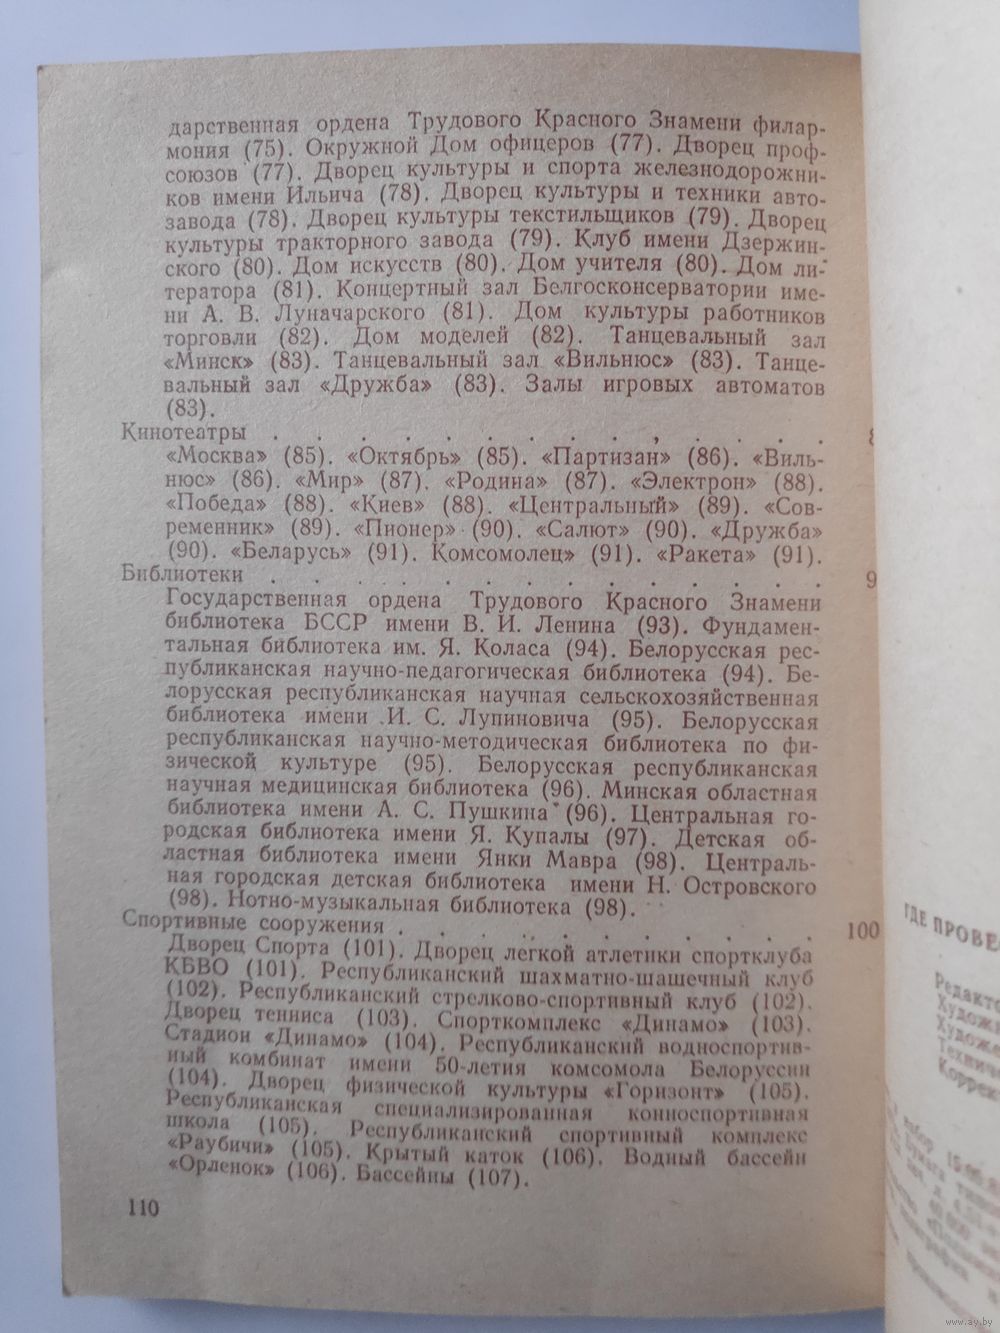 дарственная ордена Трудового Красного Знамени филар-
мония (75). Окружной Дом офицеров (77). Дворец проф-
союзов (77). Дворец культуры и спорта железнодорожни-
ков имени Ильича (78). Дворец культуры и техники авто-
завода (78). Дворец культуры текстильщиков (79). Дворец
культуры тракторного завода (79). Клуб имени Дзержин-
ского (80). Дом искусств (80). Дом учителя (80). Дом ли-
тератора (81). Концертный зал Белгосконсерватории име-
ни А. В. Луначарского (81). Дом культуры работников
торговли (82). Дом моделей (82). Танцевальный зал
«Минск» (83). Танцевальный зал «Вильнюс» (83). Танце-
вальный зал «Дружба» (83). Залы игровых автоматов
(83).
Кинотеатры . . . . . . . . . . . . .
«Москва» (85). «Октябрь» (85). «Партизан» (86). «Виль-
нюс» (86). «Мир» (87). «Родина» (87). «Электрон» (88).
«Победа» (88). «Киев» (88). «Центральный» (89). «Сов-
ременник» (89). «Пионер» (90). «Салют» (90). «Дружба»
(90). «Беларусь» (91). Комсомолец» (91). «Ракета» (91).
Библиотеки . . . . . . . . . . . . . 9
Государственная ордена Трудового Красного Знамени
библиотека БССР имени В. И. Ленина (93). Фундамен-
тальная библиотека им. Я. Коласа (94). Белорусская рес-
публиканская научно-педагогическая библиотека (94). Бе-
лорусская республиканская научная сельскохозяйственная
библиотека имени И. С. Лупиновича (95). Белорусская
республиканская научно-методическая библиотека по фи-
зической культуре (95). Белорусская республиканская
научная медицинская библиотека (96). Минская областная
библиотека имени А. С. Пушкина (96). Центральная го-
родская библиотека имени Я. Купалы (97). Детская об-
ластная библиотека имени Янки Мавра (98). Централь-
ная городская детская библиотека имени Н. Островского
(98). Нотно-музыкальная библиотека (98).
Спортивные сооружения . . . . . . . . . . 100
Дворец Спорта (101). Дворец легкой атлетики спортклуба
КБВО (101). Республиканский шахматно-шашечный клуб
(102). Республиканский стрелково-спортивный клуб (102).
Дворец тенниса (103). Спорткомплекс «Динамо» (103).
Стадион «Динамо» (104). Республиканский водноспортив-
ный комбинат имени 50-летия комсомола Белоруссии
(104). Дворец физической культуры «Горизонт» (105).
Республиканская специализированная конноспортивная
школа (105). Республиканский спортивный комплекс
«Раубичи» (105). Крытый каток (106). Водный бассейн
«Орленок» (106). Бассейны (107).
110
ГДЕ ПРОВЕ
Редакто
Художни
Художе
Техниче
Коррек
www.ay.by